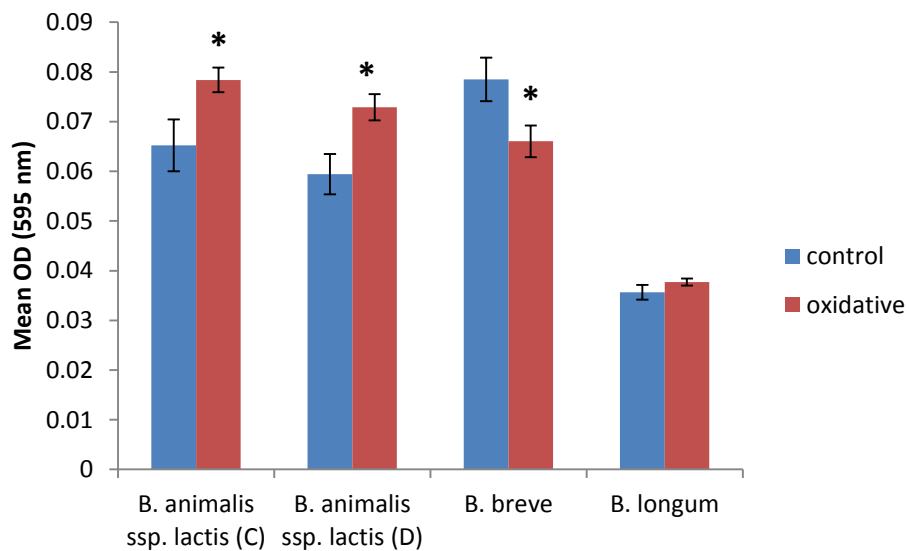 0.09
0.08
0.07
0.06
0.05
0.04
0.03
0.02
0.01
0
Mean OD (595 nm)
*
*
*
control
oxidative
B. animalis
ssp. lactis (C)
B. animalis
ssp. lactis (D)
B. breve
B. longum